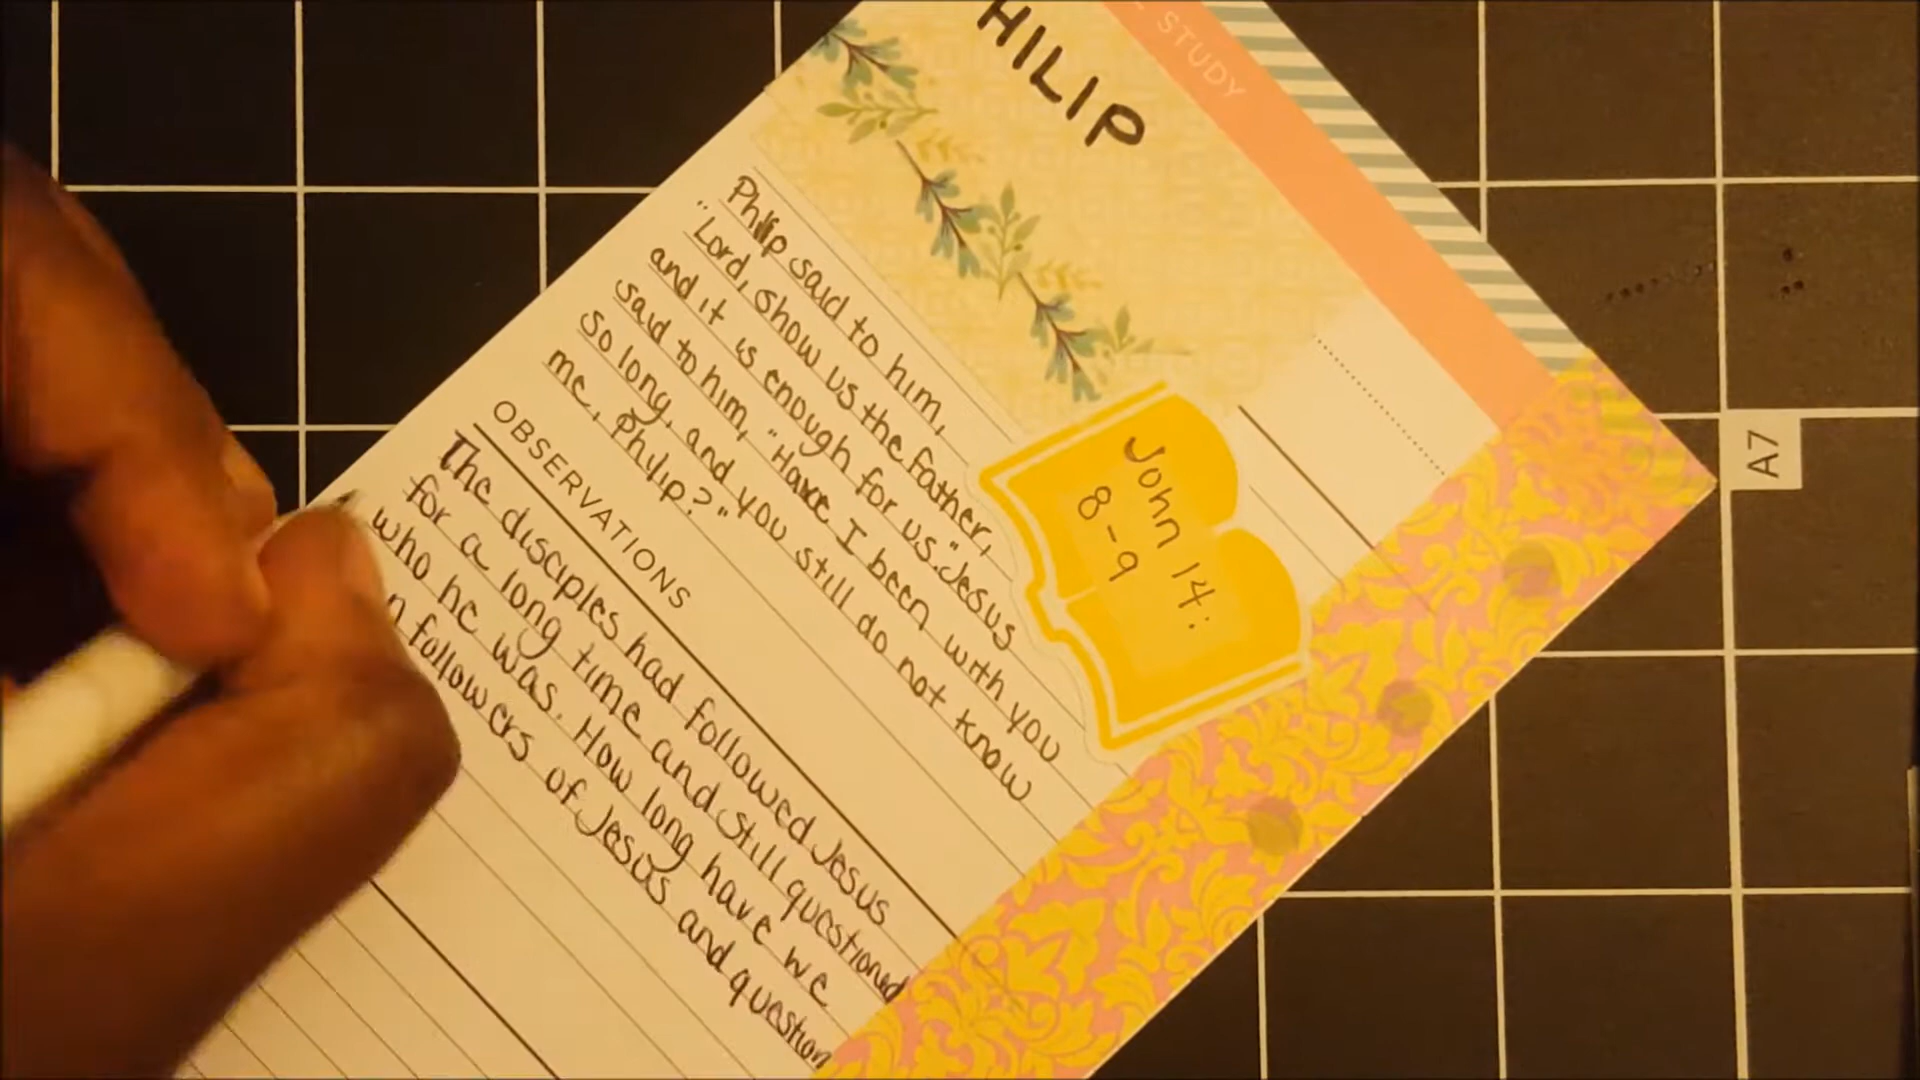 STUDY
HILIP
Philip said to him,
"Lord, show us the Father,
and it is enough for us." Jesus
said to him, "Have I been with you
so long, and you still do not know
me, Philip?"
John 14:
8-9
OBSERVATIONS
The disciples had followed Jesus
for a long time and still questioned
who he was. How long have we
n followers of Jesus and question
A7